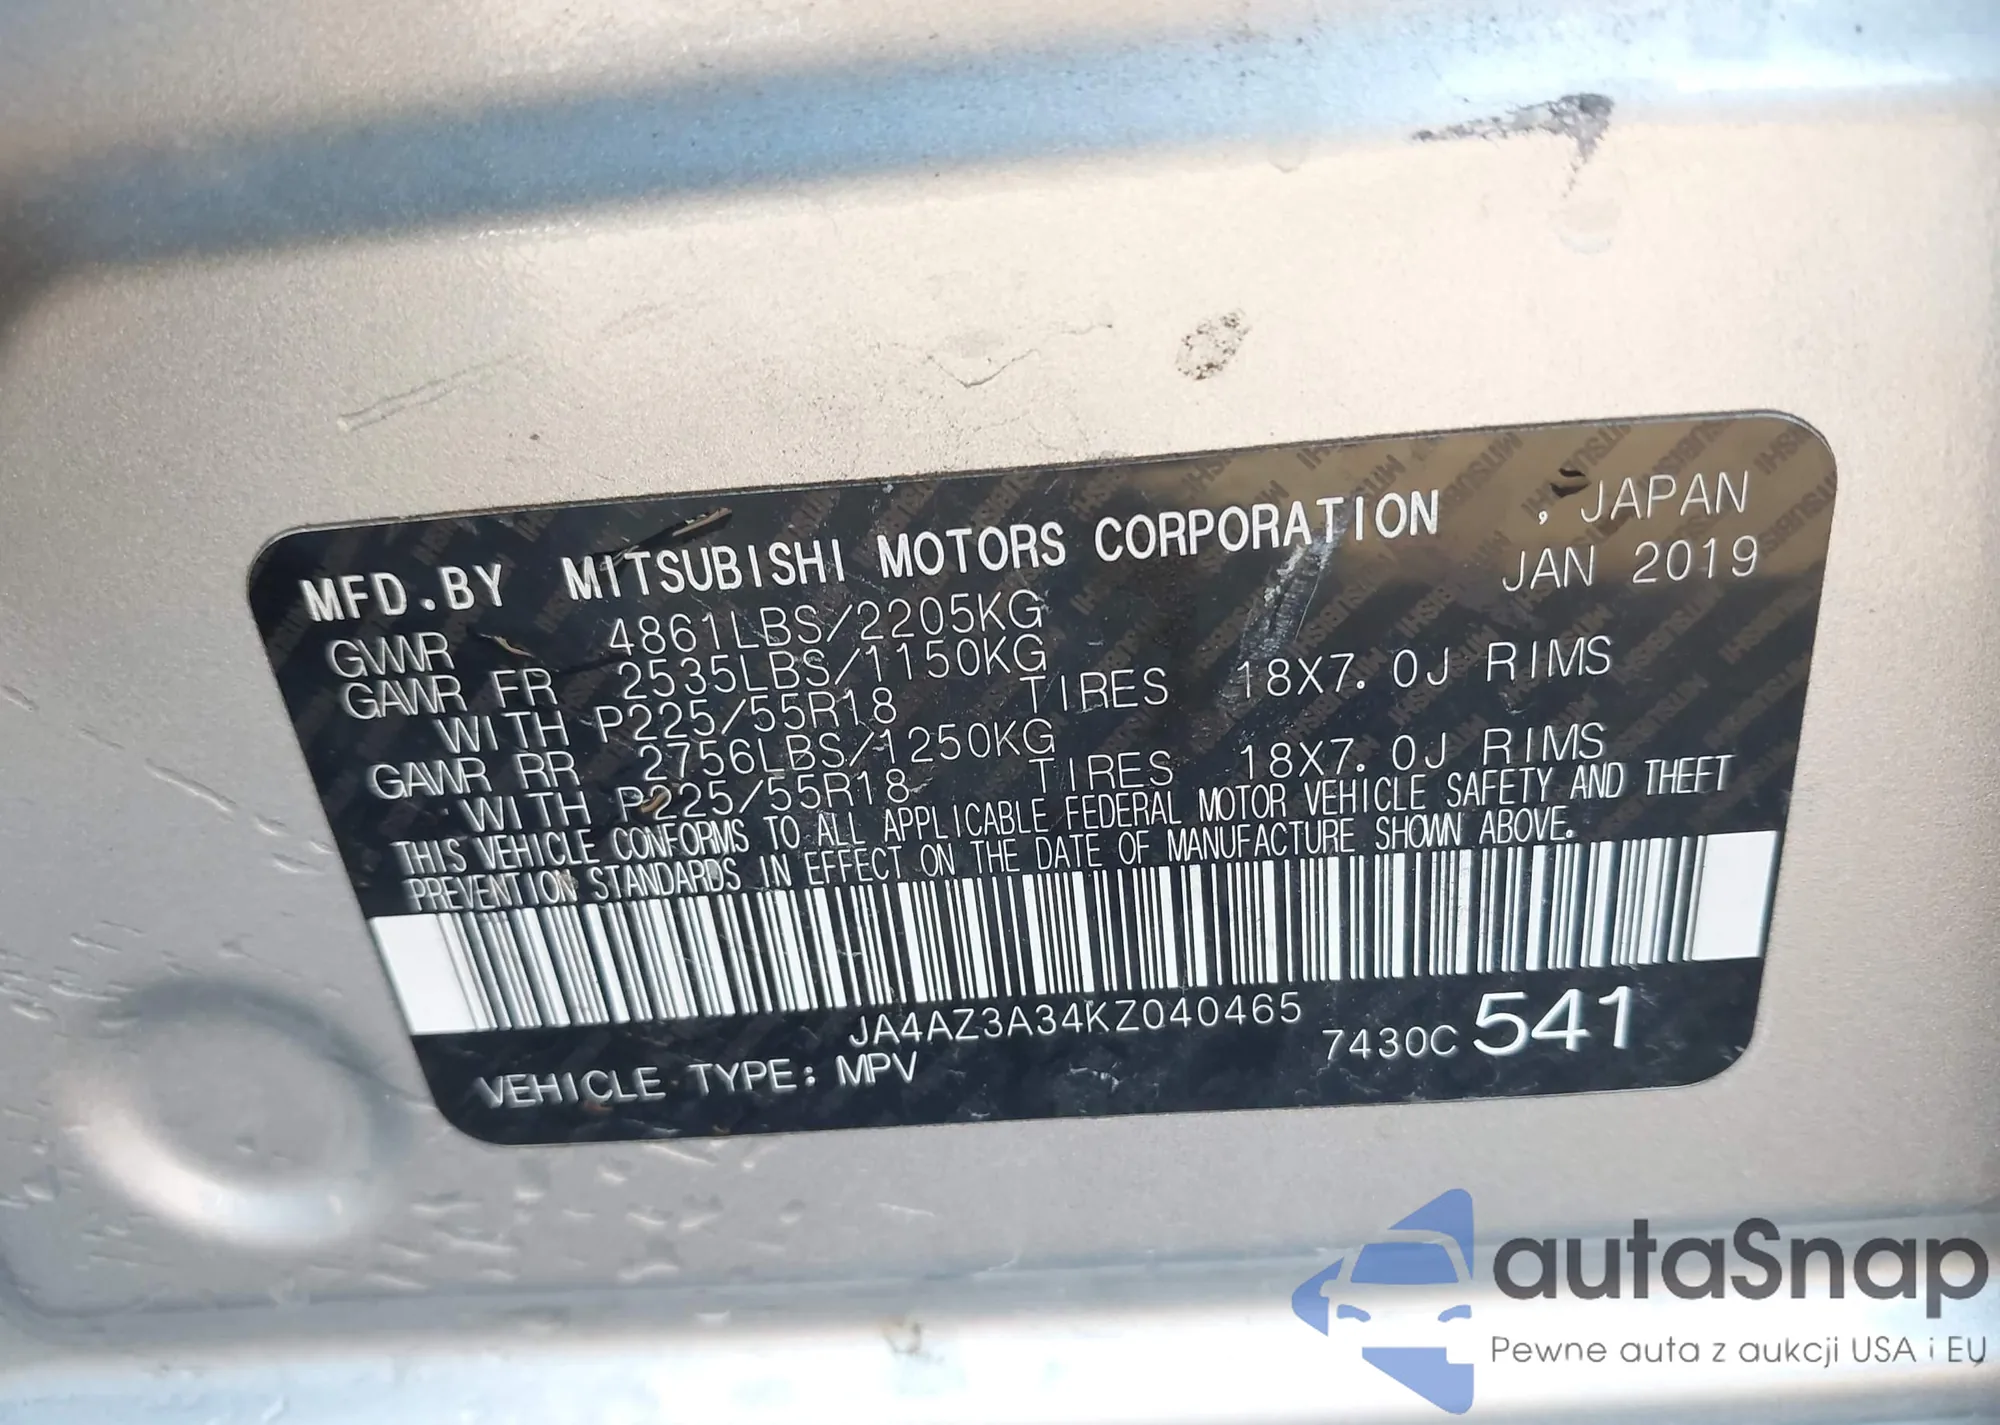 MFD.BY MITSUBISHI MOTORS CORPORATION , JAPAN
JAN 2019
GVWR 4861LBS/2205KG
GAWR FR 2535LBS/1150KG
WITH P225/55R18 TIRES 18X7.0J RIMS
GAWR RR 2756LBS/1250KG
WITH P225/55R18 TIRES 18X7.0J RIMS
THIS VEHICLE CONFORMS TO ALL APPLICABLE FEDERAL MOTOR VEHICLE SAFETY AND THEFT
PREVENTION STANDARDS IN EFFECT ON THE DATE OF MANUFACTURE SHOWN ABOVE.
JA4AZ3A34KZ040465
7430C 541
VEHICLE TYPE: MPV
autaSnap
Pewne auta z aukcji USA i EU